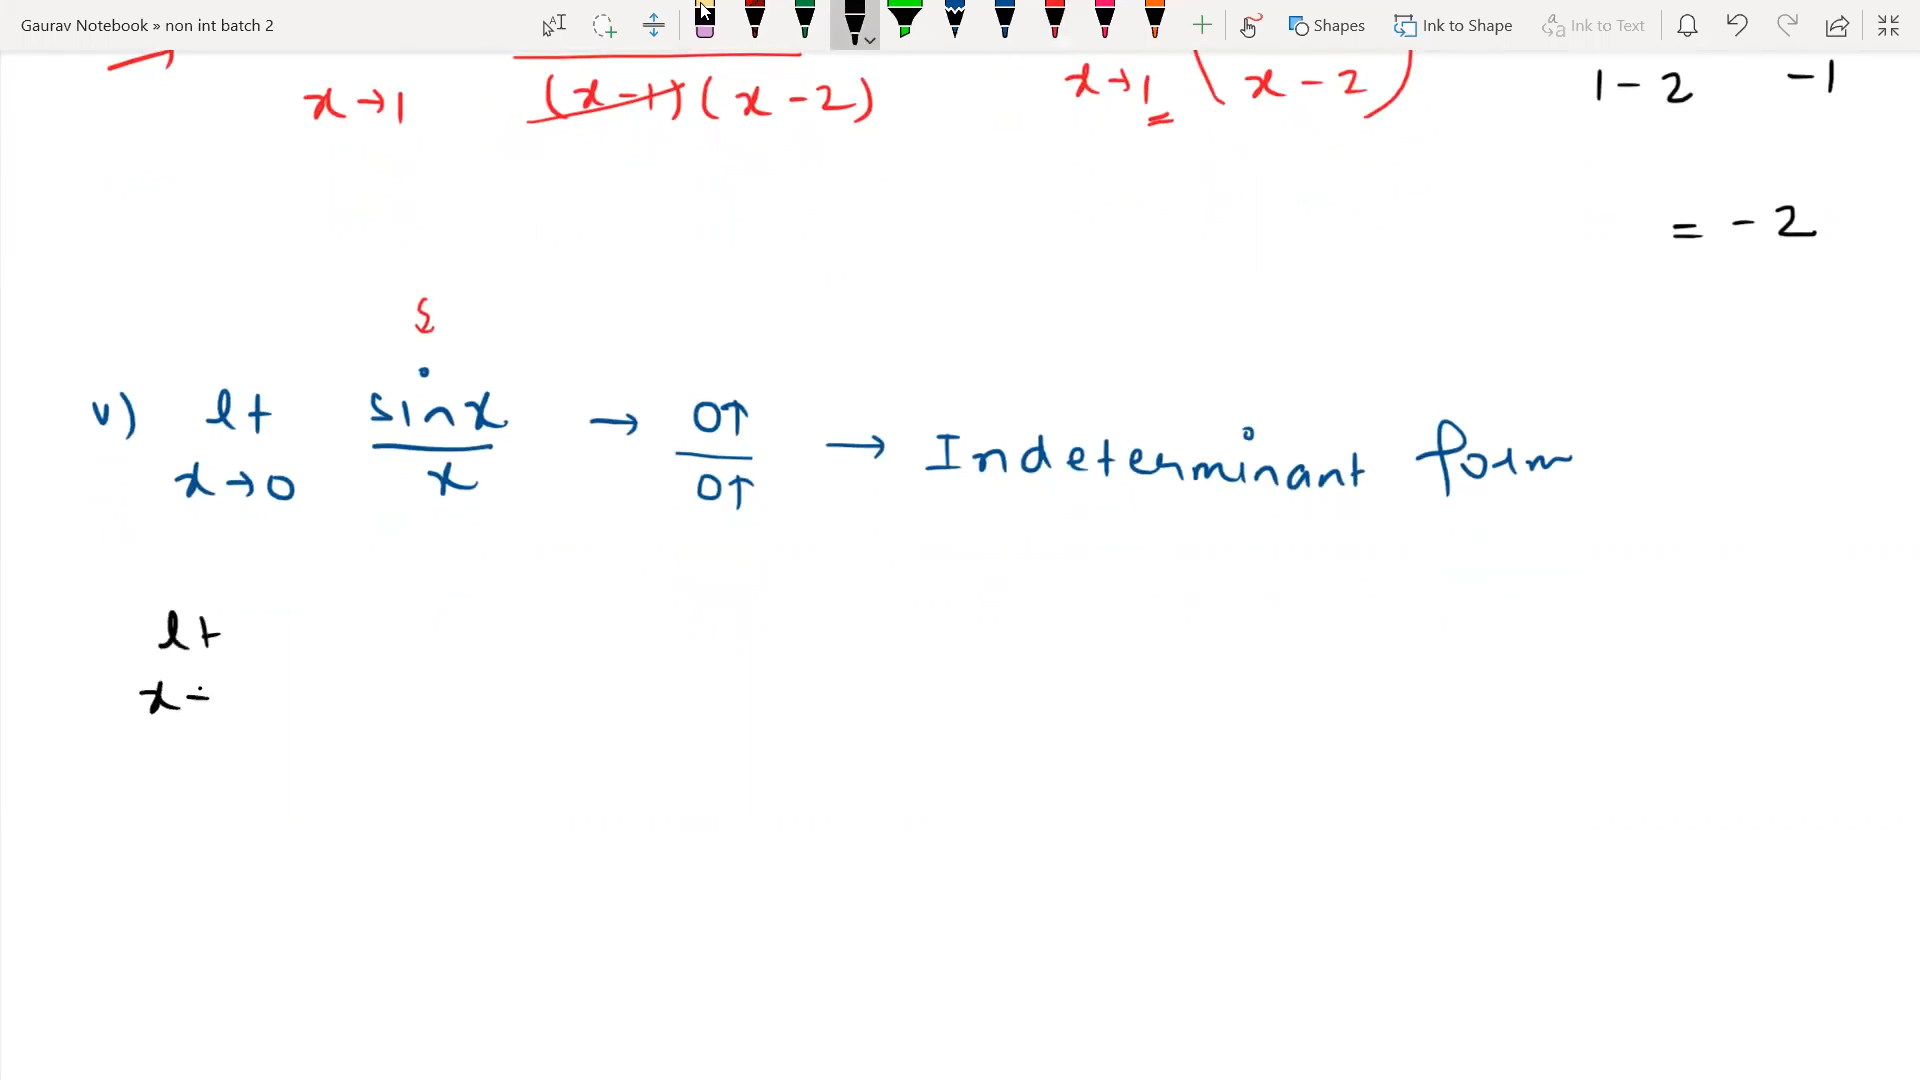 Gaurav Notebook » non int batch 2
Shapes
Ink to Shape
Ink to Text
x→1 (x-1)(x-2) x→1 (x-2) 1-2 -1
= -2
v) lt sinx → 0↑ → Indeterminant form
x→0 x 0↑
lt
x-